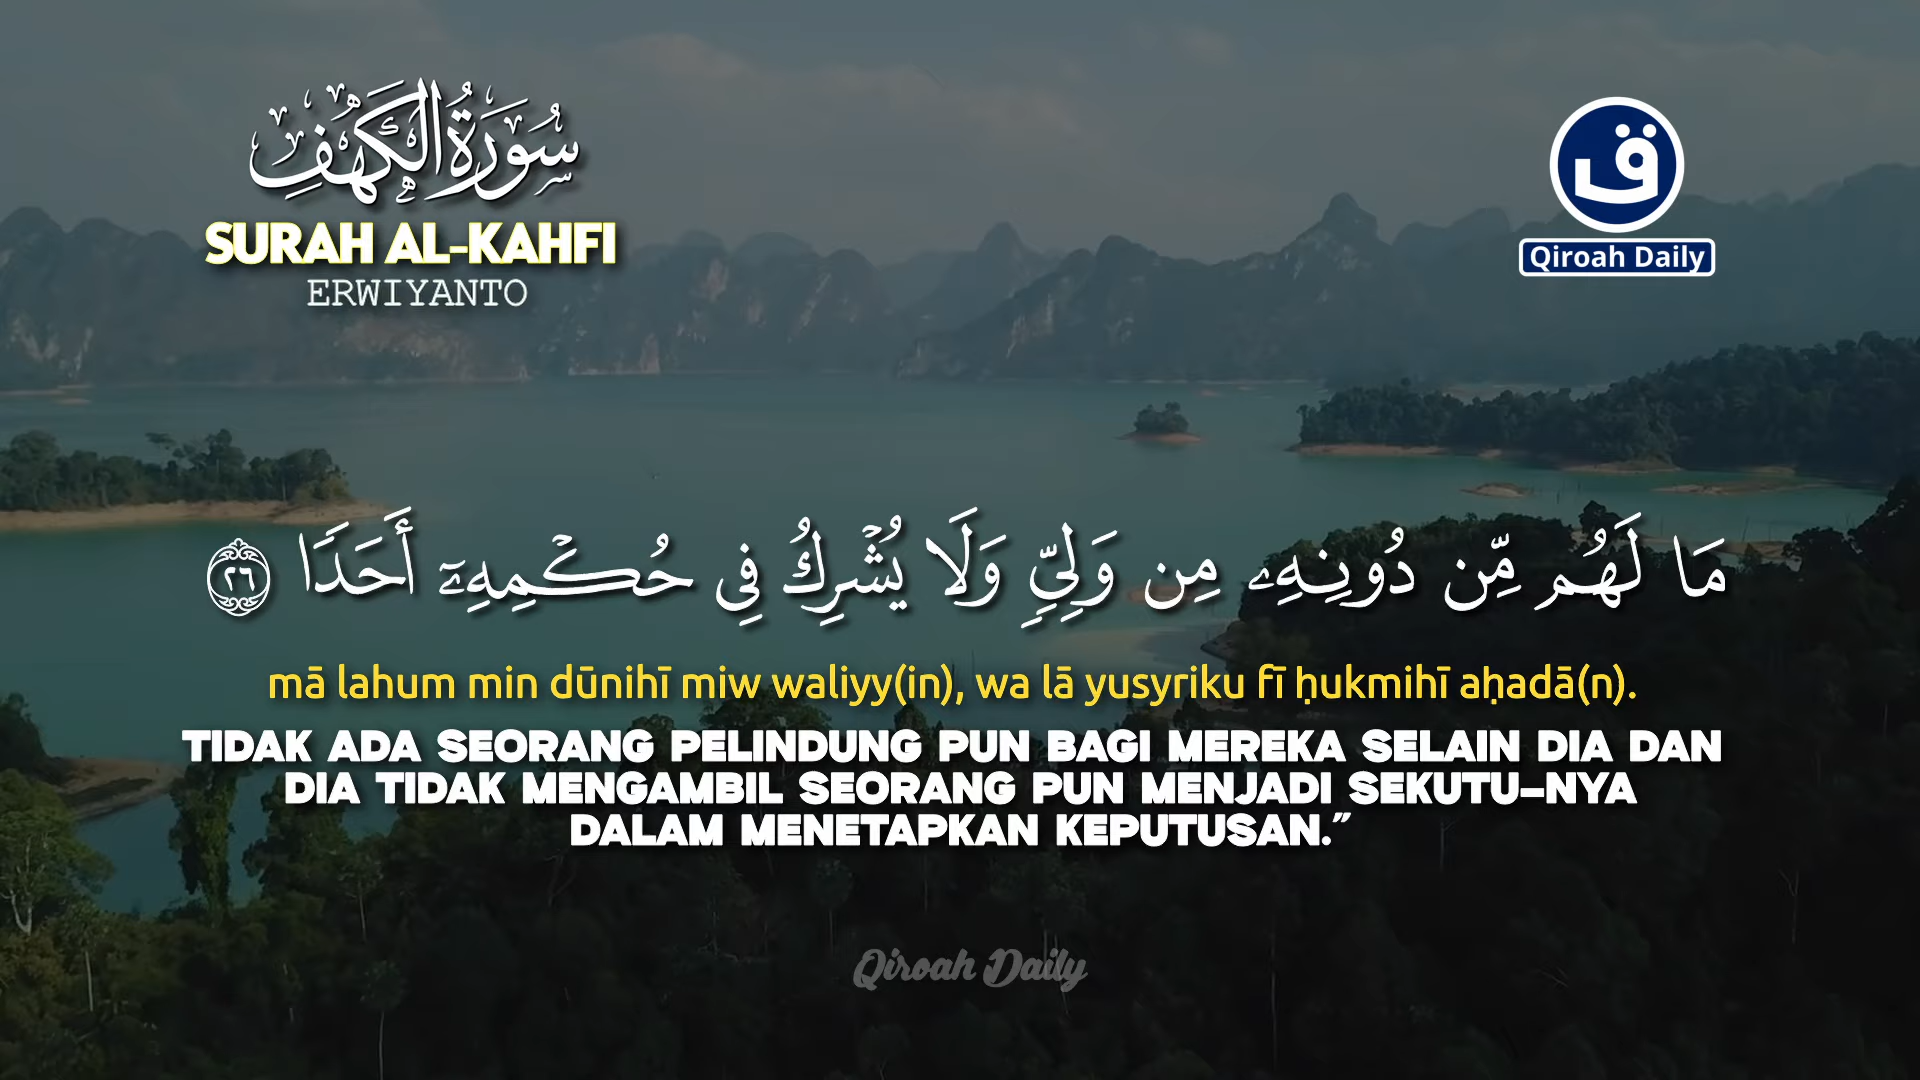 سُورَةُ الْكَهْفِ
SURAH AL-KAHFI
ERWIYANTO
ق
Qiroah Daily
مَا لَهُم مِّن دُونِهِۦ مِن وَلِيٍّ وَلَا يُشْرِكُ فِي حُكْمِهِۦٓ أَحَدًا ٢٦
mā lahum min dūnihī miw waliyy(in), wa lā yusyriku fī ḥukmihī aḥadā(n).
TIDAK ADA SEORANG PELINDUNG PUN BAGI MEREKA SELAIN DIA DAN
DIA TIDAK MENGAMBIL SEORANG PUN MENJADI SEKUTU-NYA
DALAM MENETAPKAN KEPUTUSAN.”
Qiroah Daily